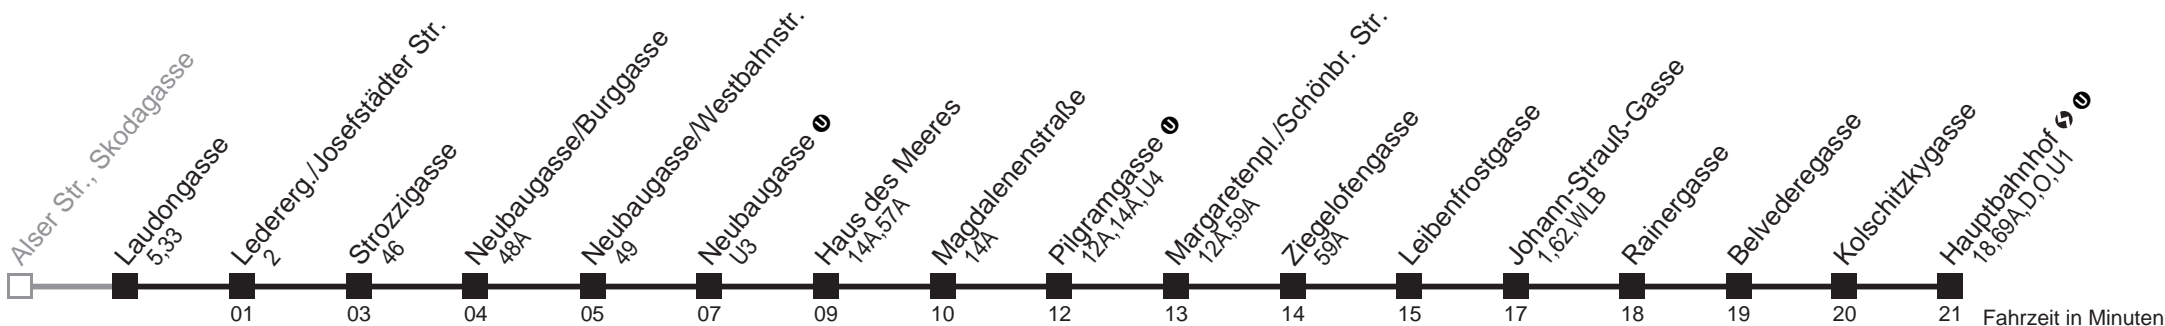 Alser Str., Skodagasse
Laudongasse
5,33
Ledererg./Josefstädter Str.
2
Strozzigasse
46
Neubaugasse/Burggasse
48A
Neubaugasse/Westbahnstr.
49
Neubaugasse U
U3
Haus des Meeres
14A,57A
Magdalenenstraße
14A
Pilgramgasse U
12A,14A,U4
Margaretenpl./Schönbr. Str.
12A,59A
Ziegelofengasse
59A
Leibenfrostgasse
Johann-Strauß-Gasse
1,62,WLB
Rainergasse
Belvederegasse
Kolschitzkygasse
Hauptbahnhof S U
18,69A,D,O,U1
01 03 04 05 07 09 10 12 13 14 15 17 18 19 20 21 Fahrzeit in Minuten